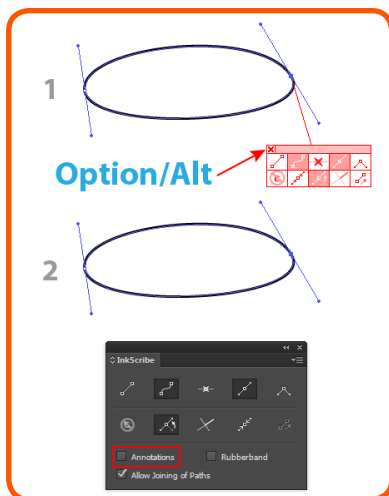 1
Option/Alt
2
InkScribe
Annotations
Rubberband
Allow Joining of Paths